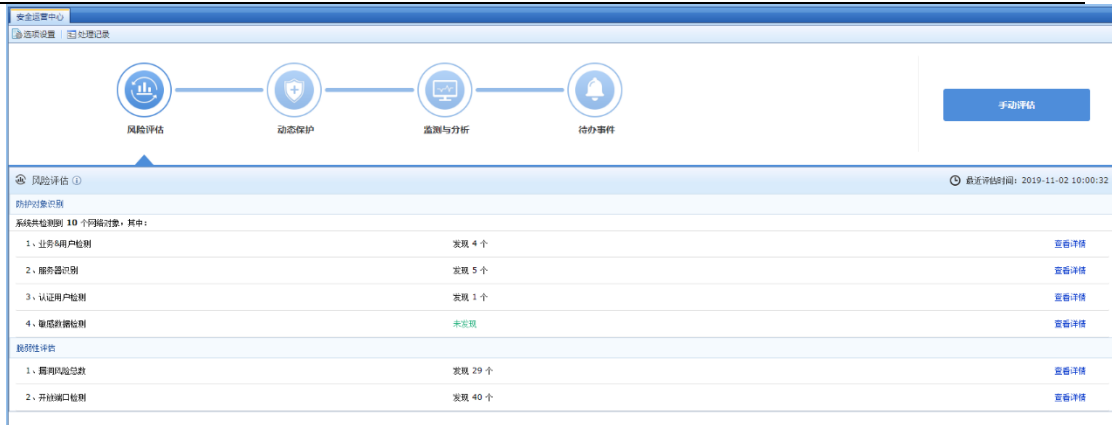 安全运营中心
选项设置 处理记录
风险评估 动态保护 监测与分析 待办事件
手动评估
风险评估 最近评估时间: 2019-11-02 10:00:32
防护对象识别
系统共检测到 10 个网络对象, 其中:
1、业务&用户检测 发现 4 个 查看详情
2、服务器识别 发现 5 个 查看详情
3、认证用户检测 发现 1 个 查看详情
4、敏感数据检测 未发现 查看详情
脆弱性评估
1、漏洞风险总数 发现 29 个 查看详情
2、开放端口检测 发现 40 个 查看详情